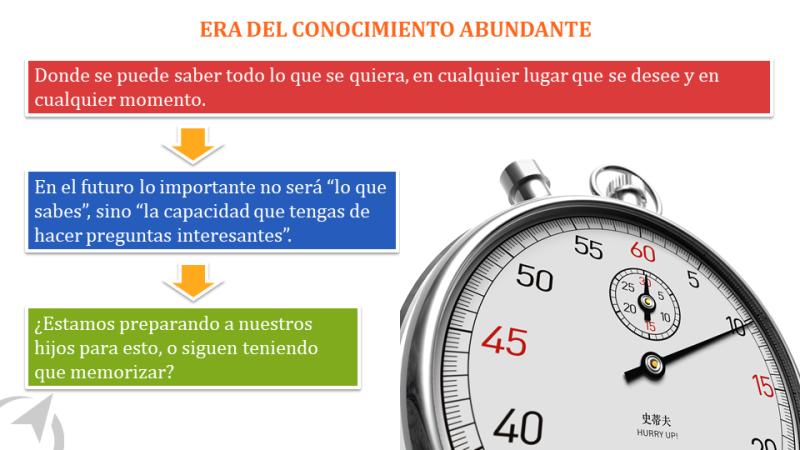 ERA DEL CONOCIMIENTO ABUNDANTE
Donde se puede saber todo lo que se quiera, en cualquier lugar que se desee y en
cualquier momento.
En el futuro lo importante no será “lo que
sabes”, sino “la capacidad que tengas de
hacer preguntas interesantes”.
¿Estamos preparando a nuestros
hijos para esto, o siguen teniendo
que memorizar?
55
60
5
50
10
45
15
40
20
30
25
5
20
10
15
史蒂夫
HURRY UP!